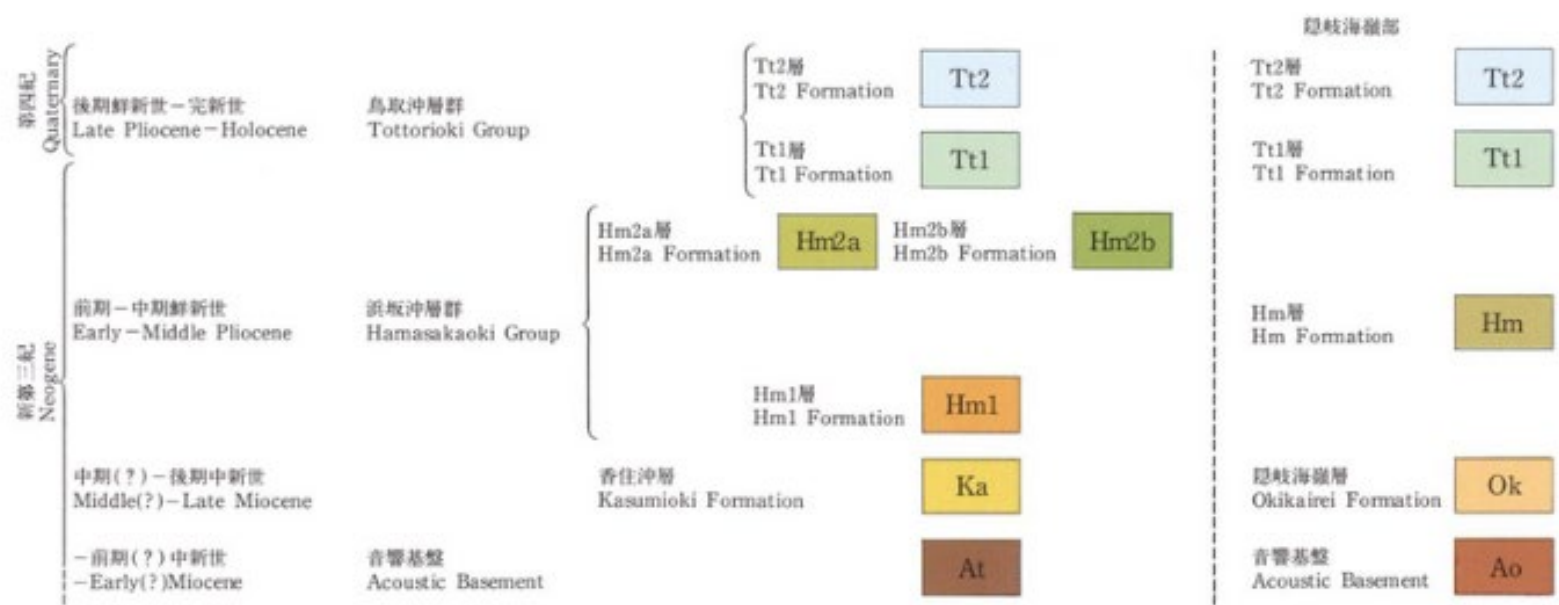 隠岐海嶺部
第四紀
Quaternary
後期鮮新世−完新世
Late Pliocene−Holocene
鳥取沖層群
Tottorioki Group
Tt2層
Tt2 Formation
Tt2
Tt2層
Tt2 Formation
Tt2
Tt1層
Tt1 Formation
Tt1
Tt1層
Tt1 Formation
Tt1
新第三紀
Neogene
前期−中期鮮新世
Early−Middle Pliocene
浜坂沖層群
Hamasakaoki Group
Hm2a層
Hm2a Formation
Hm2a
Hm2b層
Hm2b Formation
Hm2b
Hm層
Hm Formation
Hm
Hm1層
Hm1 Formation
Hm1
中期(?)−後期中新世
Middle(?)−Late Miocene
香住沖層
Kasumioki Formation
Ka
隠岐海嶺層
Okikairei Formation
Ok
−前期(?)中新世
−Early(?)Miocene
音響基盤
Acoustic Basement
At
音響基盤
Acoustic Basement
Ao